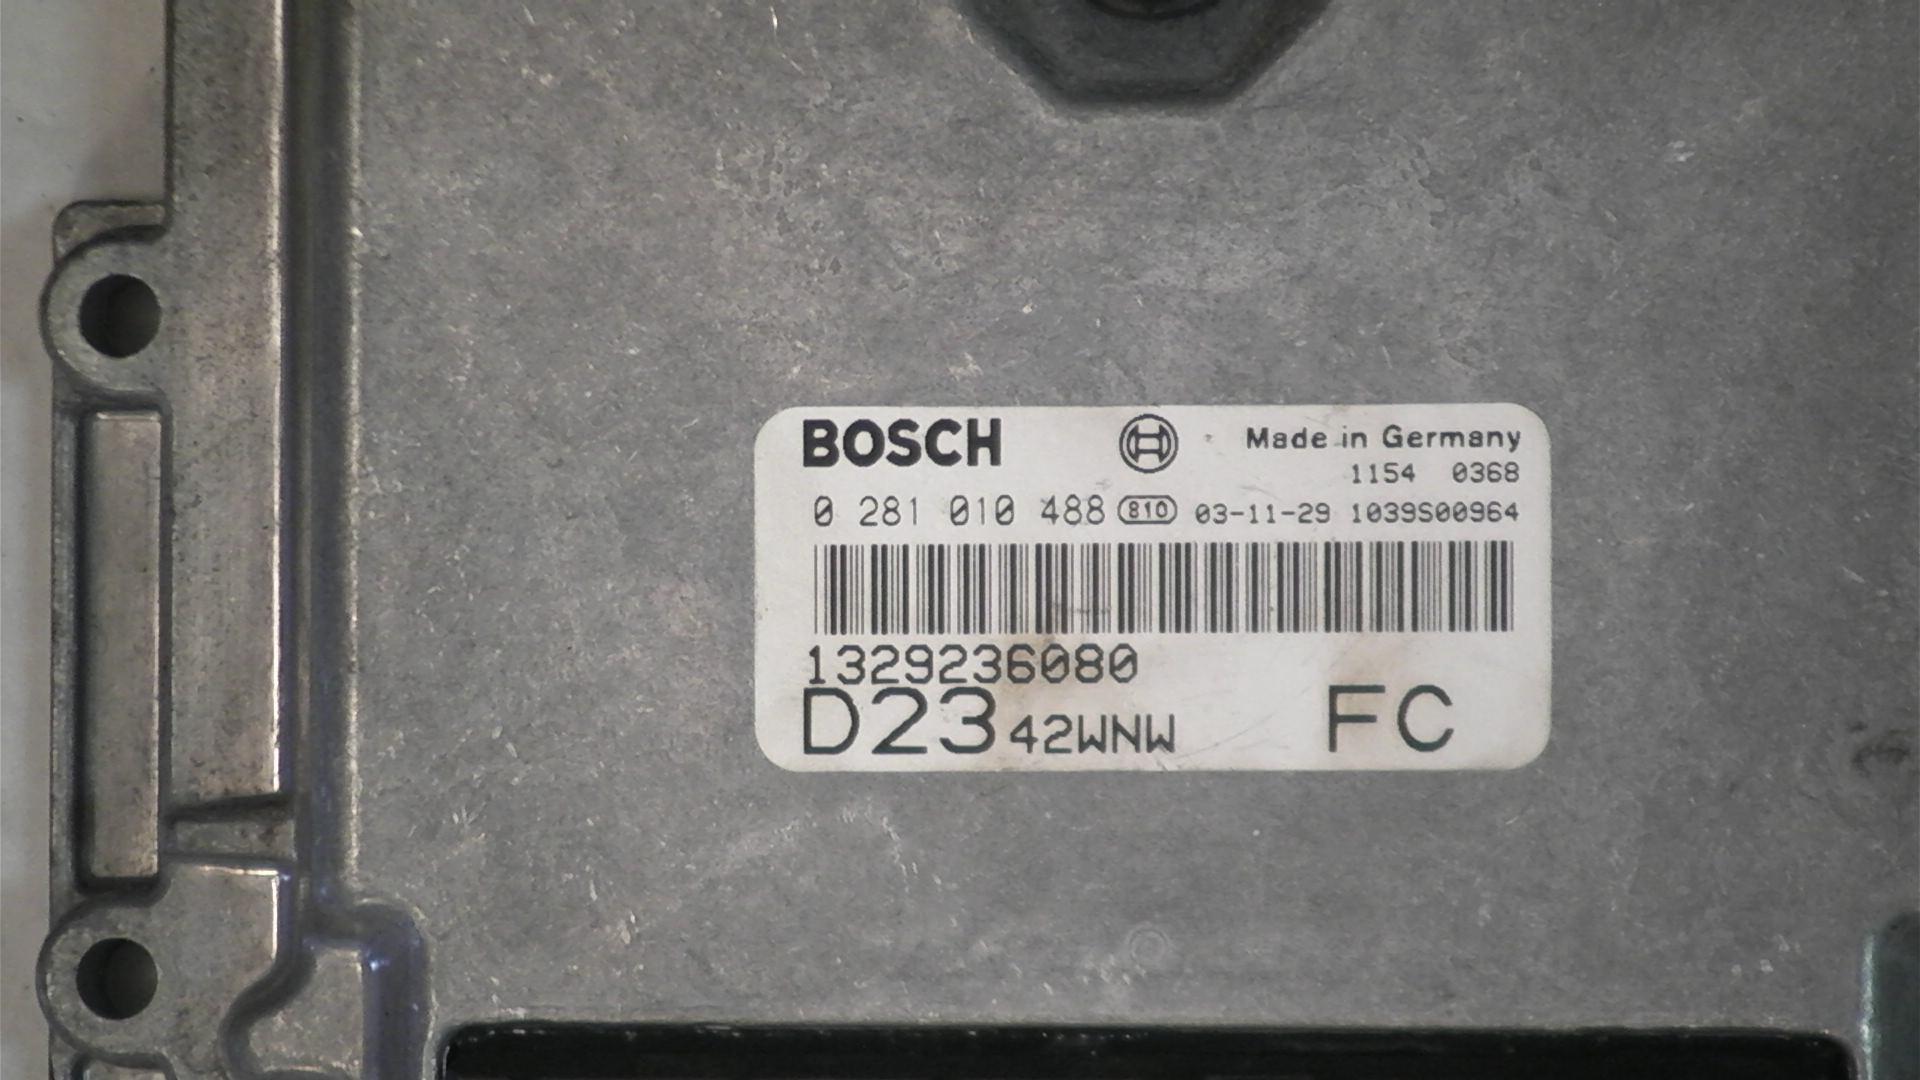 BOSCH Made in Germany
1154 0368
0 281 010 488 810 03-11-29 1039S00964
1329236080
D23 42WNW FC